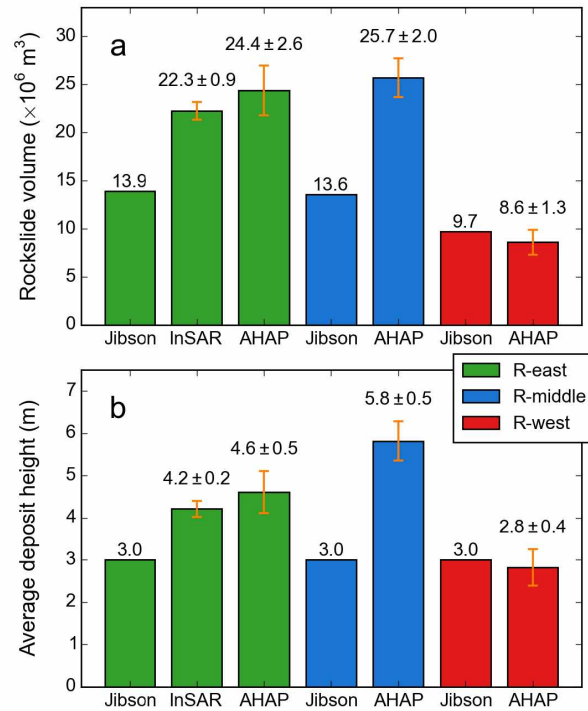 a
Rockslide volume (×10⁶ m³)
30
25
20
15
10
5
0
13.9
22.3 ± 0.9
24.4 ± 2.6
13.6
25.7 ± 2.0
9.7
8.6 ± 1.3
Jibson InSAR AHAP Jibson AHAP Jibson AHAP
R-east
R-middle
R-west
b
Average deposit height (m)
7
6
5
4
3
2
1
0
3.0
4.2 ± 0.2
4.6 ± 0.5
3.0
5.8 ± 0.5
3.0
2.8 ± 0.4
Jibson InSAR AHAP Jibson AHAP Jibson AHAP